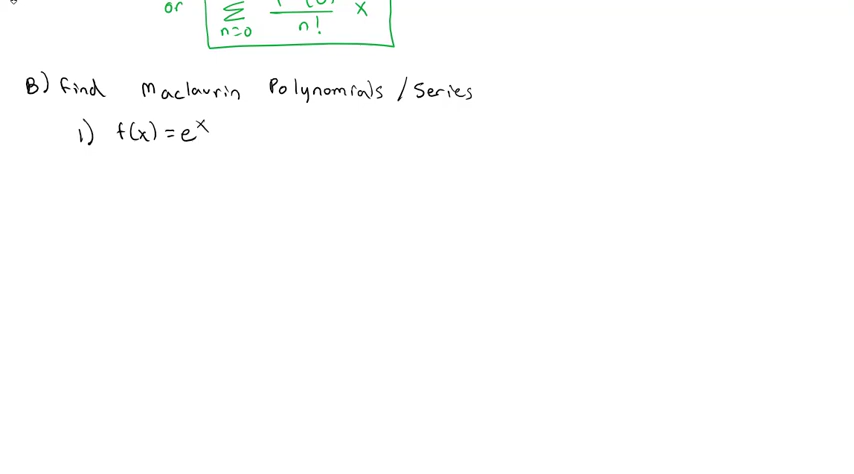 or Σ n=0 n! x
B) Find Maclaurin Polynomials / Series
1) f(x) = e^x